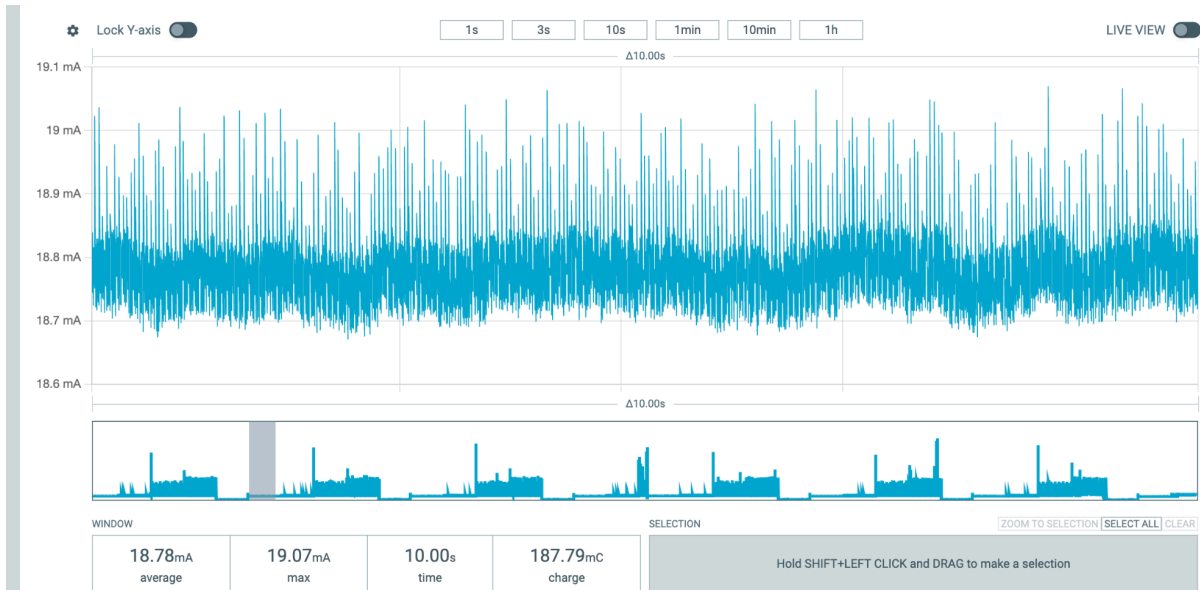 Lock Y-axis 1s 3s 10s 1min 10min 1h LIVE VIEW
Δ10.00s
19.1 mA
19 mA
18.9 mA
18.8 mA
18.7 mA
18.6 mA
Δ10.00s
WINDOW
18.78mA
average
19.07mA
max
10.00s
time
187.79mC
charge
SELECTION
ZOOM TO SELECTION SELECT ALL CLEAR
Hold SHIFT+LEFT CLICK and DRAG to make a selection